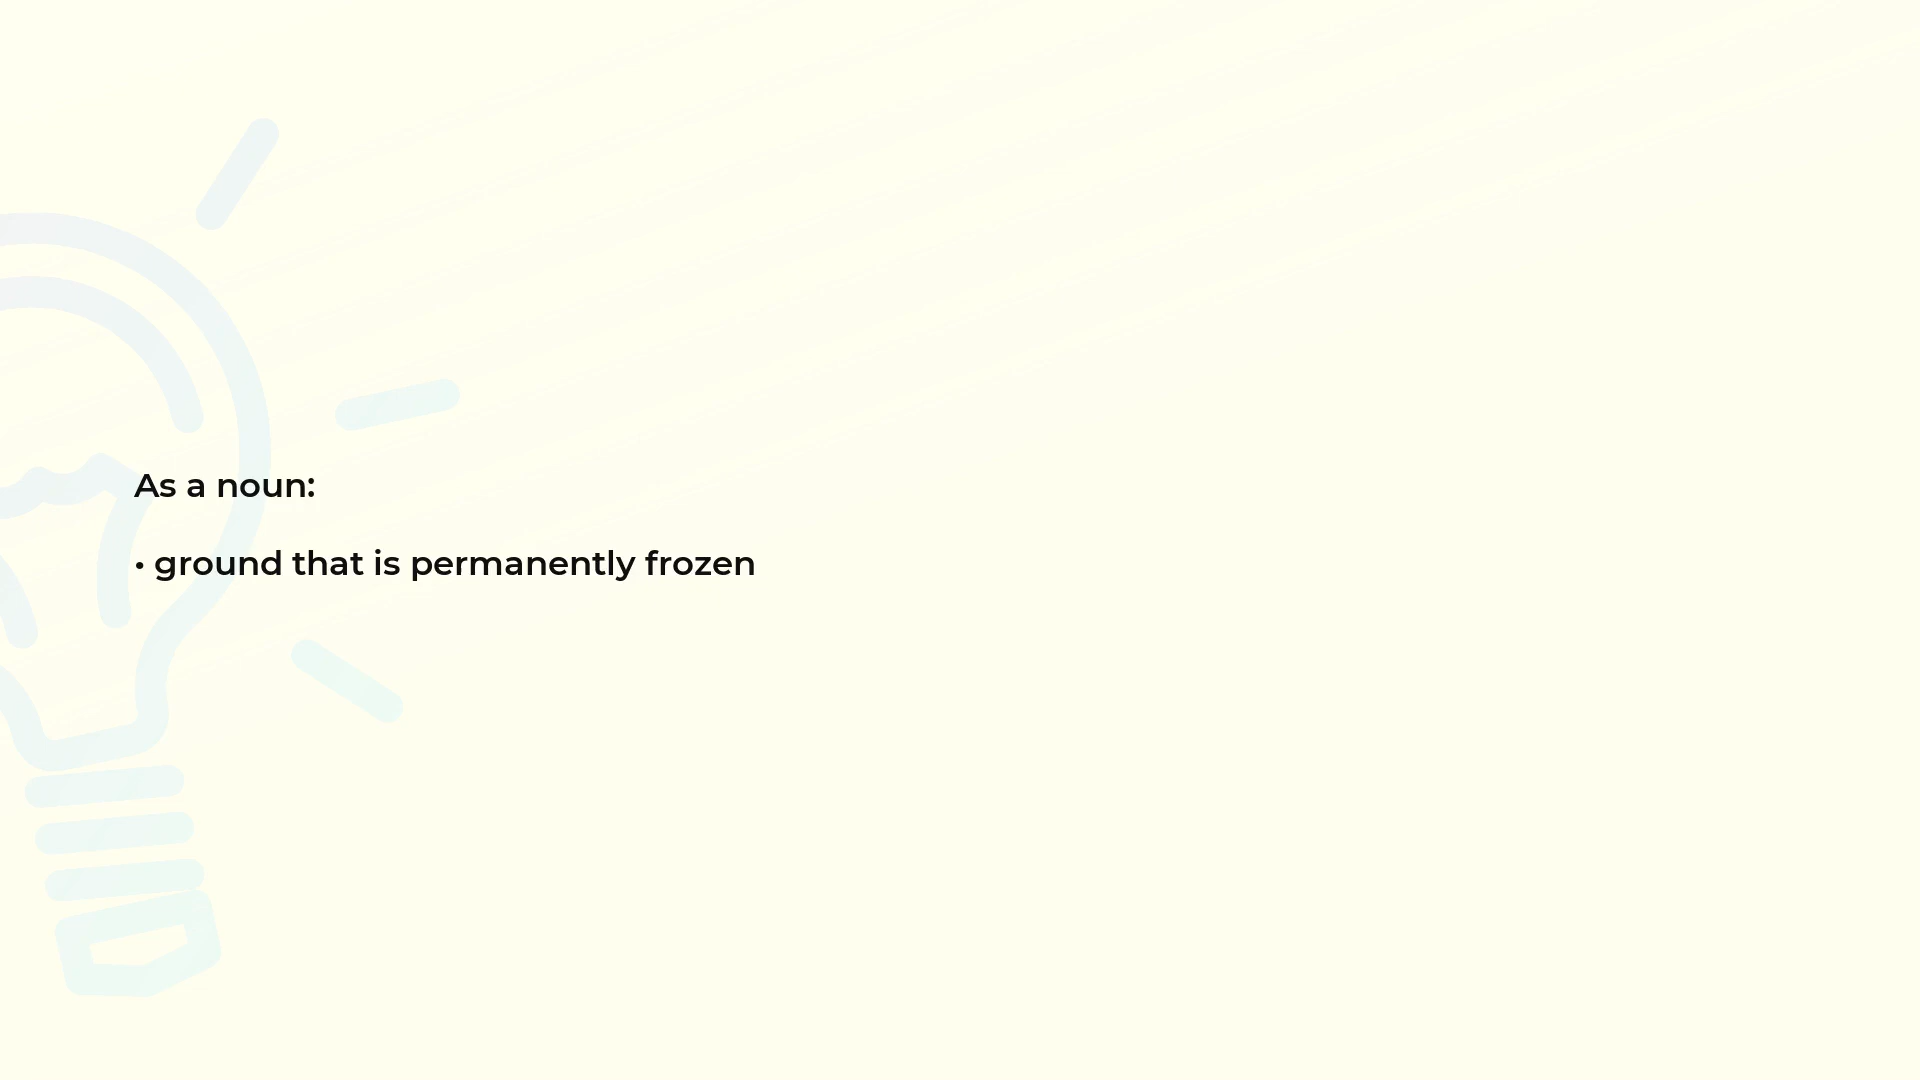 As a noun:
• ground that is permanently frozen